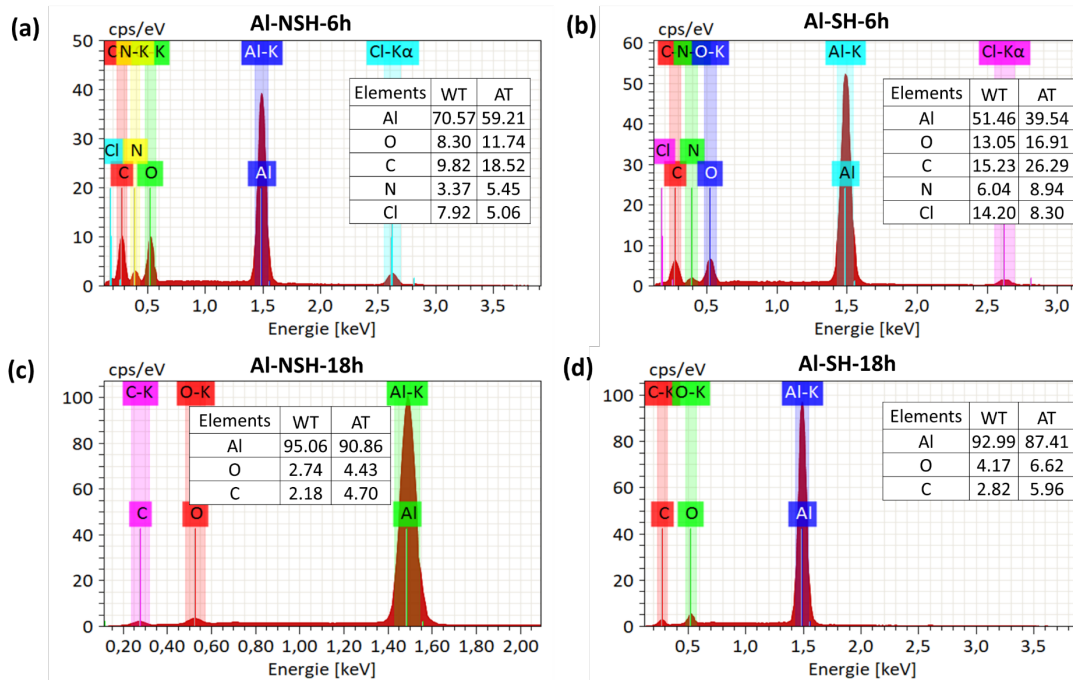 (a)
Al-NSH-6h
cps/eV
50
40
30
20
10
0
C N-K K
Al-K
Cl-Kα
Cl N
C O
Al
Elements WT AT
Al 70.57 59.21
O 8.30 11.74
C 9.82 18.52
N 3.37 5.45
Cl 7.92 5.06
0,5 1,0 1,5 2,0 2,5 3,0 3,5
Energie [keV]
(b)
Al-SH-6h
cps/eV
60
50
40
30
20
10
0
C- N- O-K
Al-K
Cl-Kα
Cl N
C O
Al
Elements WT AT
Al 51.46 39.54
O 13.05 16.91
C 15.23 26.29
N 6.04 8.94
Cl 14.20 8.30
0,5 1,0 1,5 2,0 2,5 3,0
Energie [keV]
(c)
Al-NSH-18h
cps/eV
100
80
60
40
20
0
C-K O-K Al-K
Elements WT AT
Al 95.06 90.86
O 2.74 4.43
C 2.18 4.70
C O Al
0,20 0,40 0,60 0,80 1,00 1,20 1,40 1,60 1,80 2,00
Energie [keV]
(d)
Al-SH-18h
cps/eV
100
80
60
40
20
0
C-K O-K Al-K
Elements WT AT
Al 92.99 87.41
O 4.17 6.62
C 2.82 5.96
C O Al
0,5 1,0 1,5 2,0 2,5 3,0 3,5
Energie [keV]